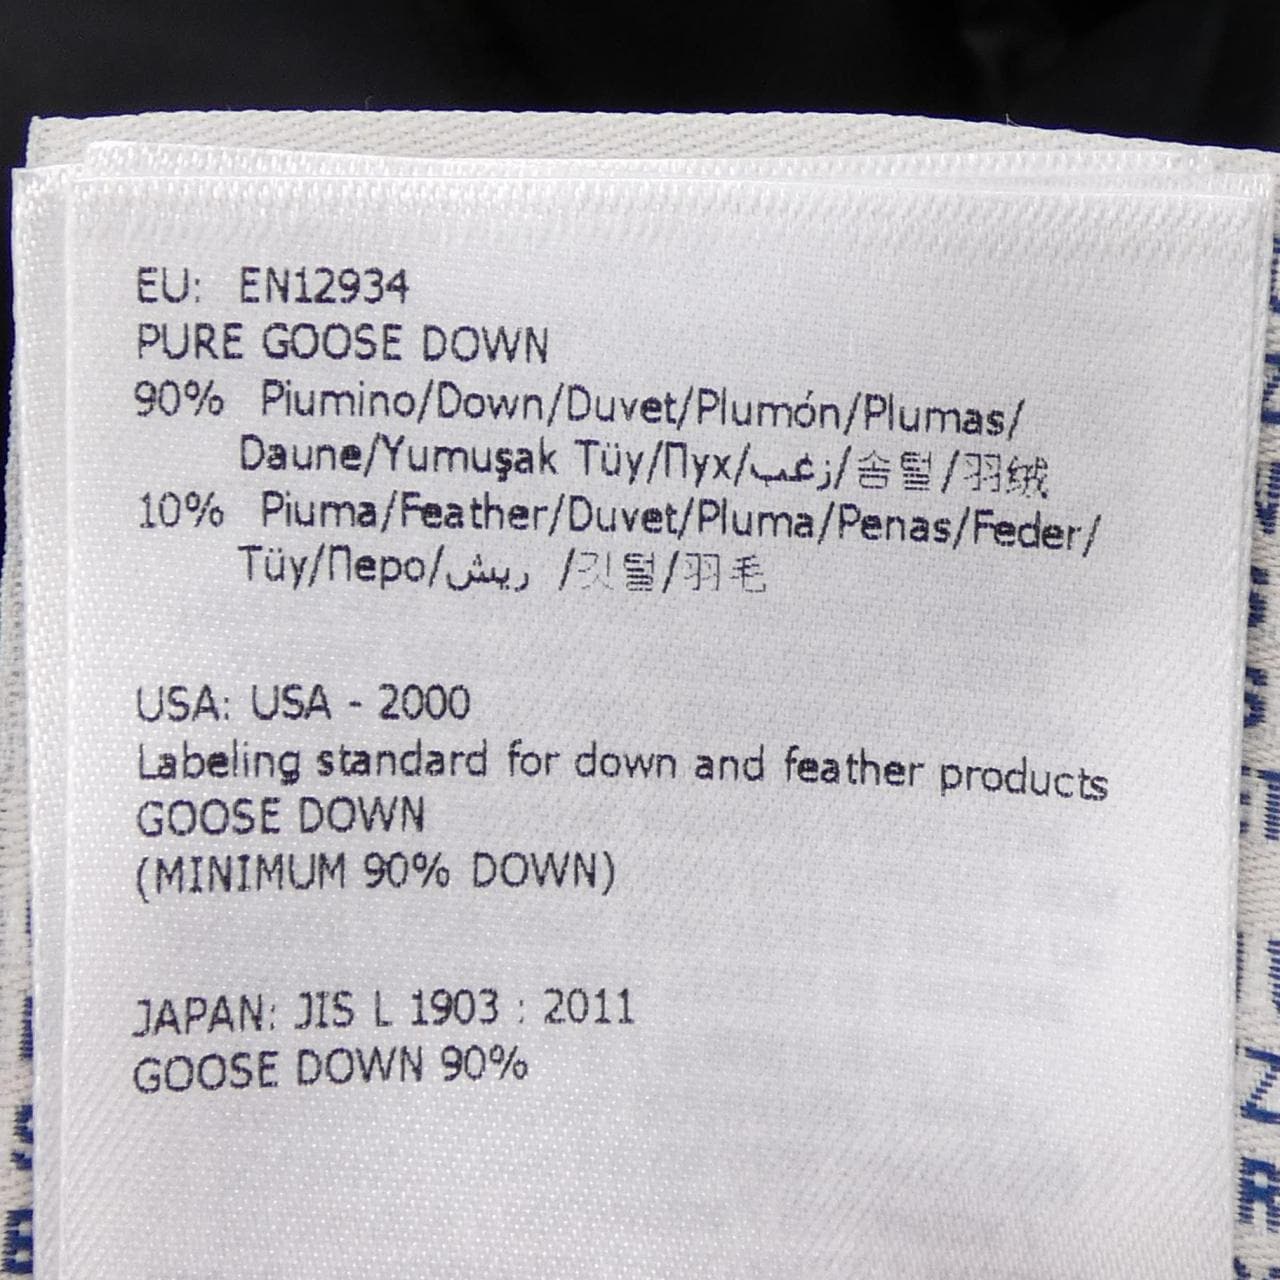 EU: EN12934
PURE GOOSE DOWN
90% Piumino/Down/Duvet/Plumón/Plumas/
Daune/Yumuşak Tüy/Пух/زغب/솜털/羽绒
10% Piuma/Feather/Duvet/Pluma/Penas/Feder/
Tüy/Перо/ريش /깃털/羽毛
USA: USA - 2000
Labeling standard for down and feather products
GOOSE DOWN
(MINIMUM 90% DOWN)
JAPAN: JIS L 1903 : 2011
GOOSE DOWN 90%